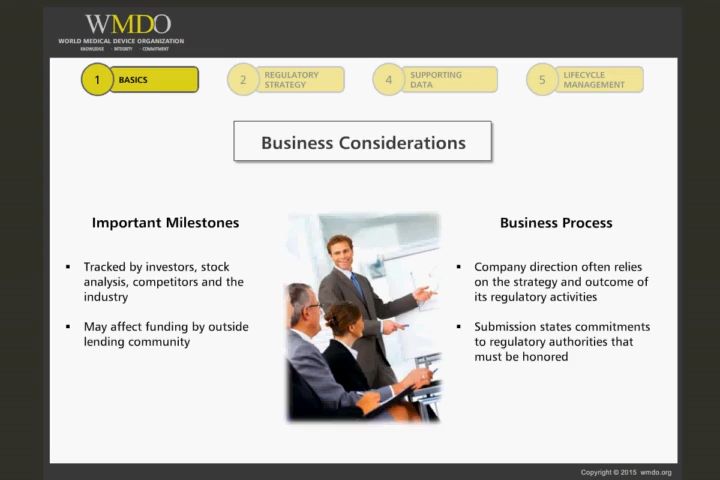 WMDO
WORLD MEDICAL DEVICE ORGANIZATION
KNOWLEDGE · INTEGRITY · COMMITMENT
1 BASICS
2 REGULATORY STRATEGY
4 SUPPORTING DATA
5 LIFECYCLE MANAGEMENT
Business Considerations
Important Milestones
▪ Tracked by investors, stock
analysis, competitors and the
industry
▪ May affect funding by outside
lending community
Business Process
▪ Company direction often relies
on the strategy and outcome of
its regulatory activities
▪ Submission states commitments
to regulatory authorities that
must be honored
Copyright © 2015 wmdo.org